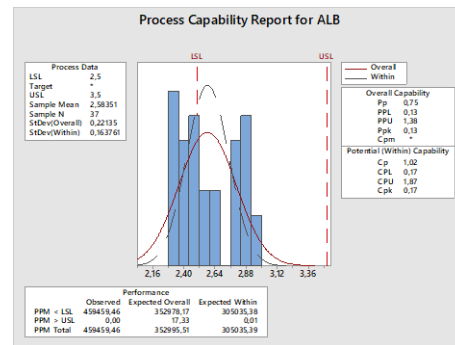 Process Capability Report for ALB
LSL USL
Process Data
LSL 2,5
Target *
USL 3,5
Sample Mean 2,58351
Sample N 37
StDev(Overall) 0,22135
StDev(Within) 0,163761
Overall
Within
Overall Capability
Pp 0,75
PPL 0,13
PPU 1,38
Ppk 0,13
Cpm *
Potential (Within) Capability
Cp 1,02
CPL 0,17
CPU 1,87
Cpk 0,17
2,16 2,40 2,64 2,88 3,12 3,36
Performance
Observed Expected Overall Expected Within
PPM < LSL 459459,46 352978,17 305035,38
PPM > USL 0,00 17,33 0,01
PPM Total 459459,46 352995,51 305035,39